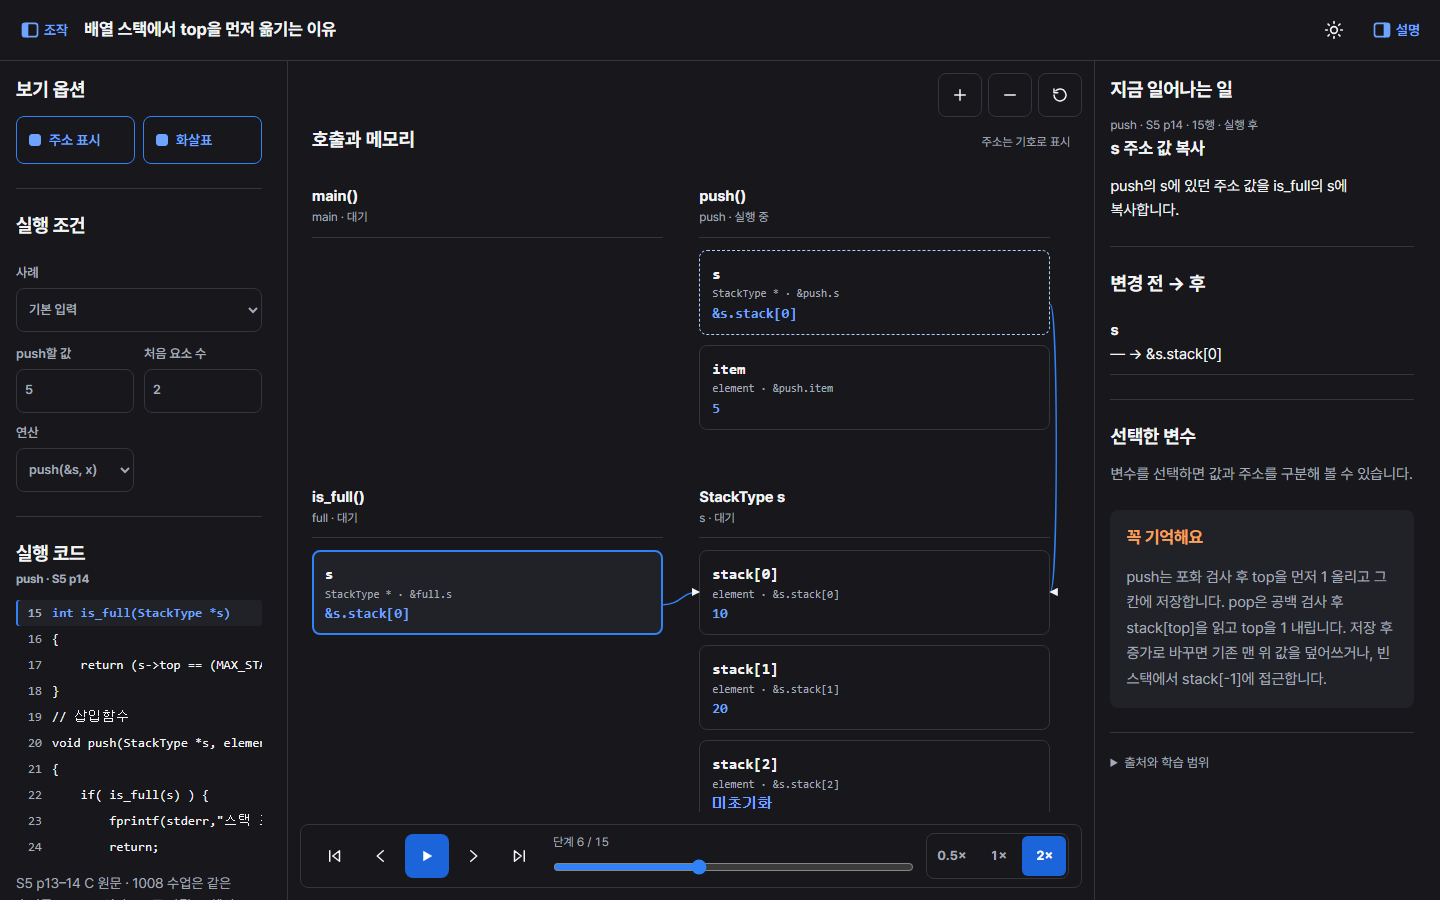 조작
배열 스택에서 top을 먼저 옮기는 이유
설명
보기 옵션
주소 표시
화살표
실행 조건
사례
기본 입력
push할 값
처음 요소 수
5
2
연산
push(&s, x)
실행 코드
push · S5 p14
15 int is_full(StackType *s)
16 {
17 return (s->top == (MAX_STA
18 }
19 // 삽입함수
20 void push(StackType *s, elemen
21 {
22 if( is_full(s) ) {
23 fprintf(stderr,"스택
24 return;
S5 p13–14 C 원문 · 1008 수업은 같은
호출과 메모리
주소는 기호로 표시
main()
main · 대기
push()
push · 실행 중
s
StackType * · &push.s
&s.stack[0]
item
element · &push.item
5
is_full()
full · 대기
s
StackType * · &full.s
&s.stack[0]
StackType s
s · 대기
stack[0]
element · &s.stack[0]
10
stack[1]
element · &s.stack[1]
20
stack[2]
element · &s.stack[2]
미초기화
단계 6 / 15
0.5×
1×
2×
지금 일어나는 일
push · S5 p14 · 15행 · 실행 후
s 주소 값 복사
push의 s에 있던 주소 값을 is_full의 s에
복사합니다.
변경 전 → 후
s
— → &s.stack[0]
선택한 변수
변수를 선택하면 값과 주소를 구분해 볼 수 있습니다.
꼭 기억해요
push는 포화 검사 후 top을 먼저 1 올리고 그
칸에 저장합니다. pop은 공백 검사 후
stack[top]을 읽고 top을 1 내립니다. 저장 후
증가로 바꾸면 기존 맨 위 값을 덮어쓰거나, 빈
스택에서 stack[-1]에 접근합니다.
▶ 출처와 학습 범위